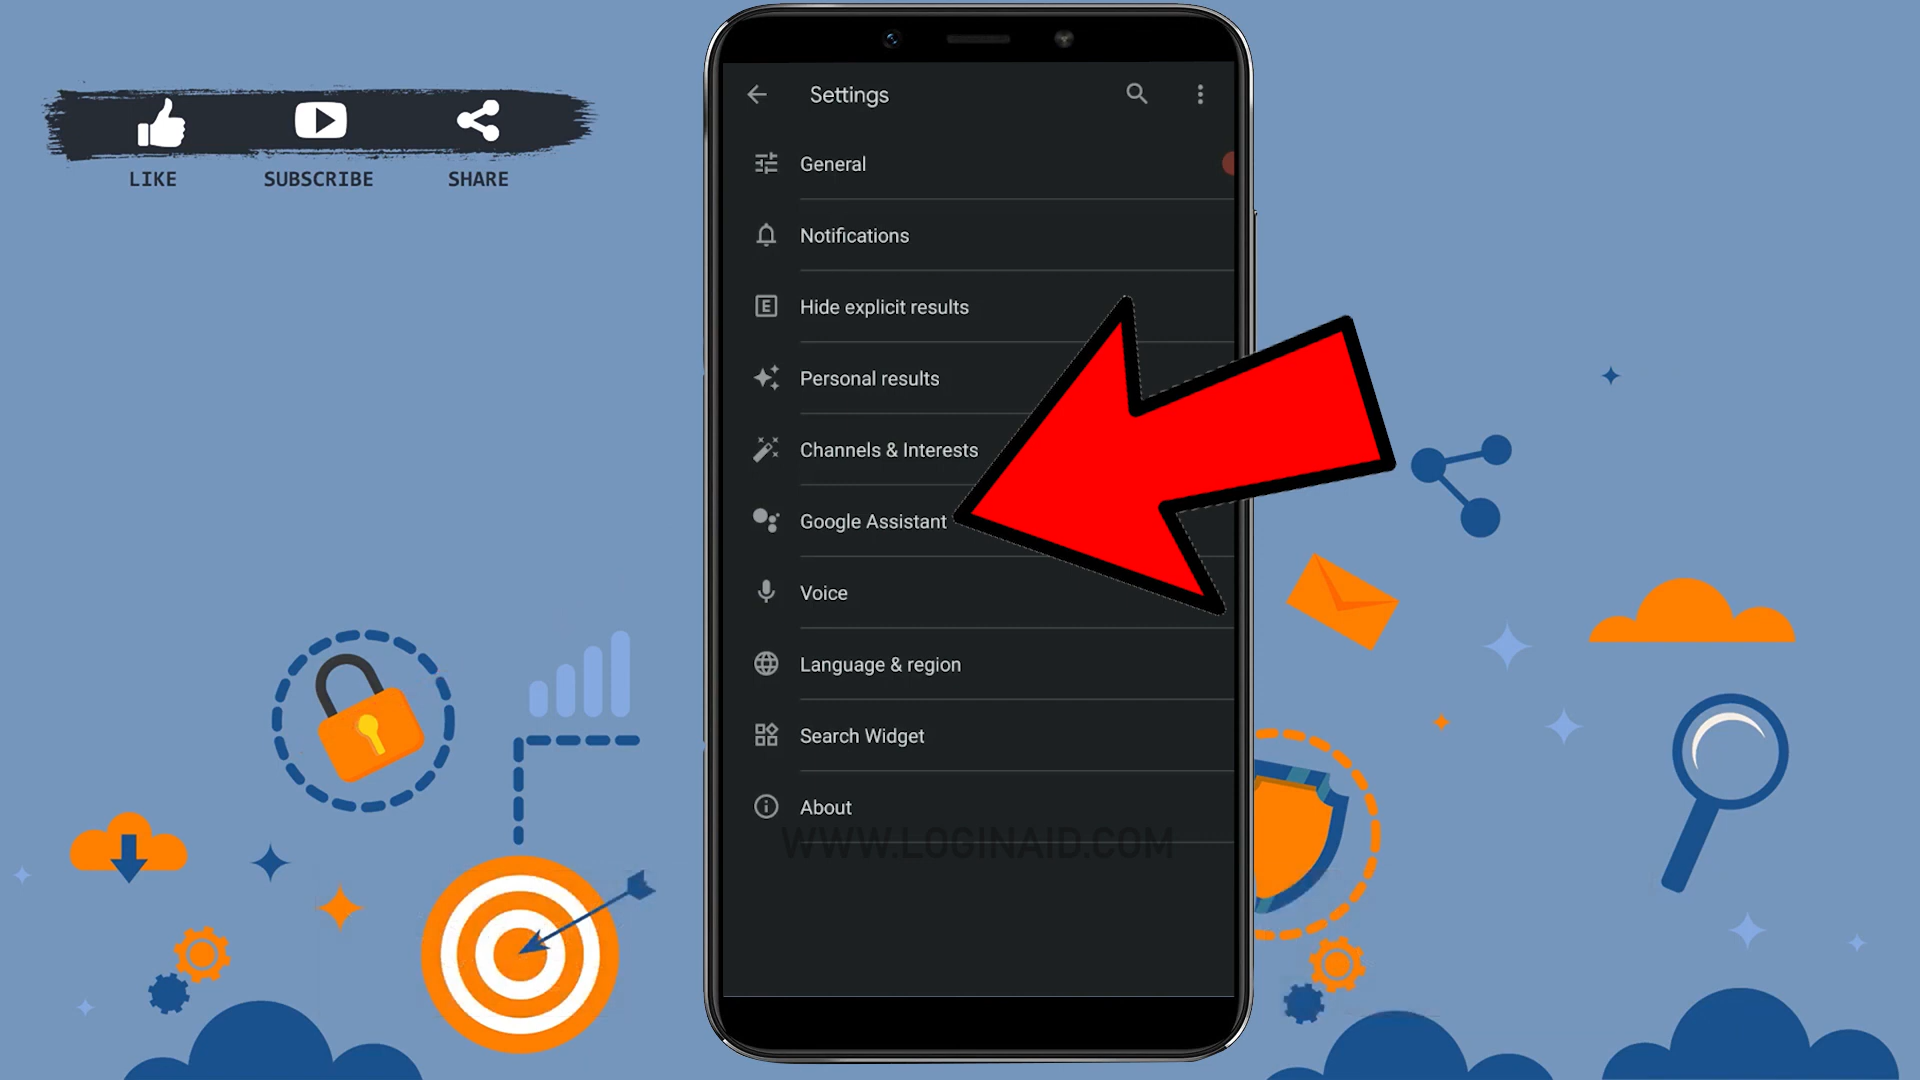 LIKE SUBSCRIBE SHARE
Settings
General
Notifications
E Hide explicit results
Personal results
Channels & Interests
Google Assistant
Voice
Language & region
Search Widget
About
WWW.LOGINAID.COM